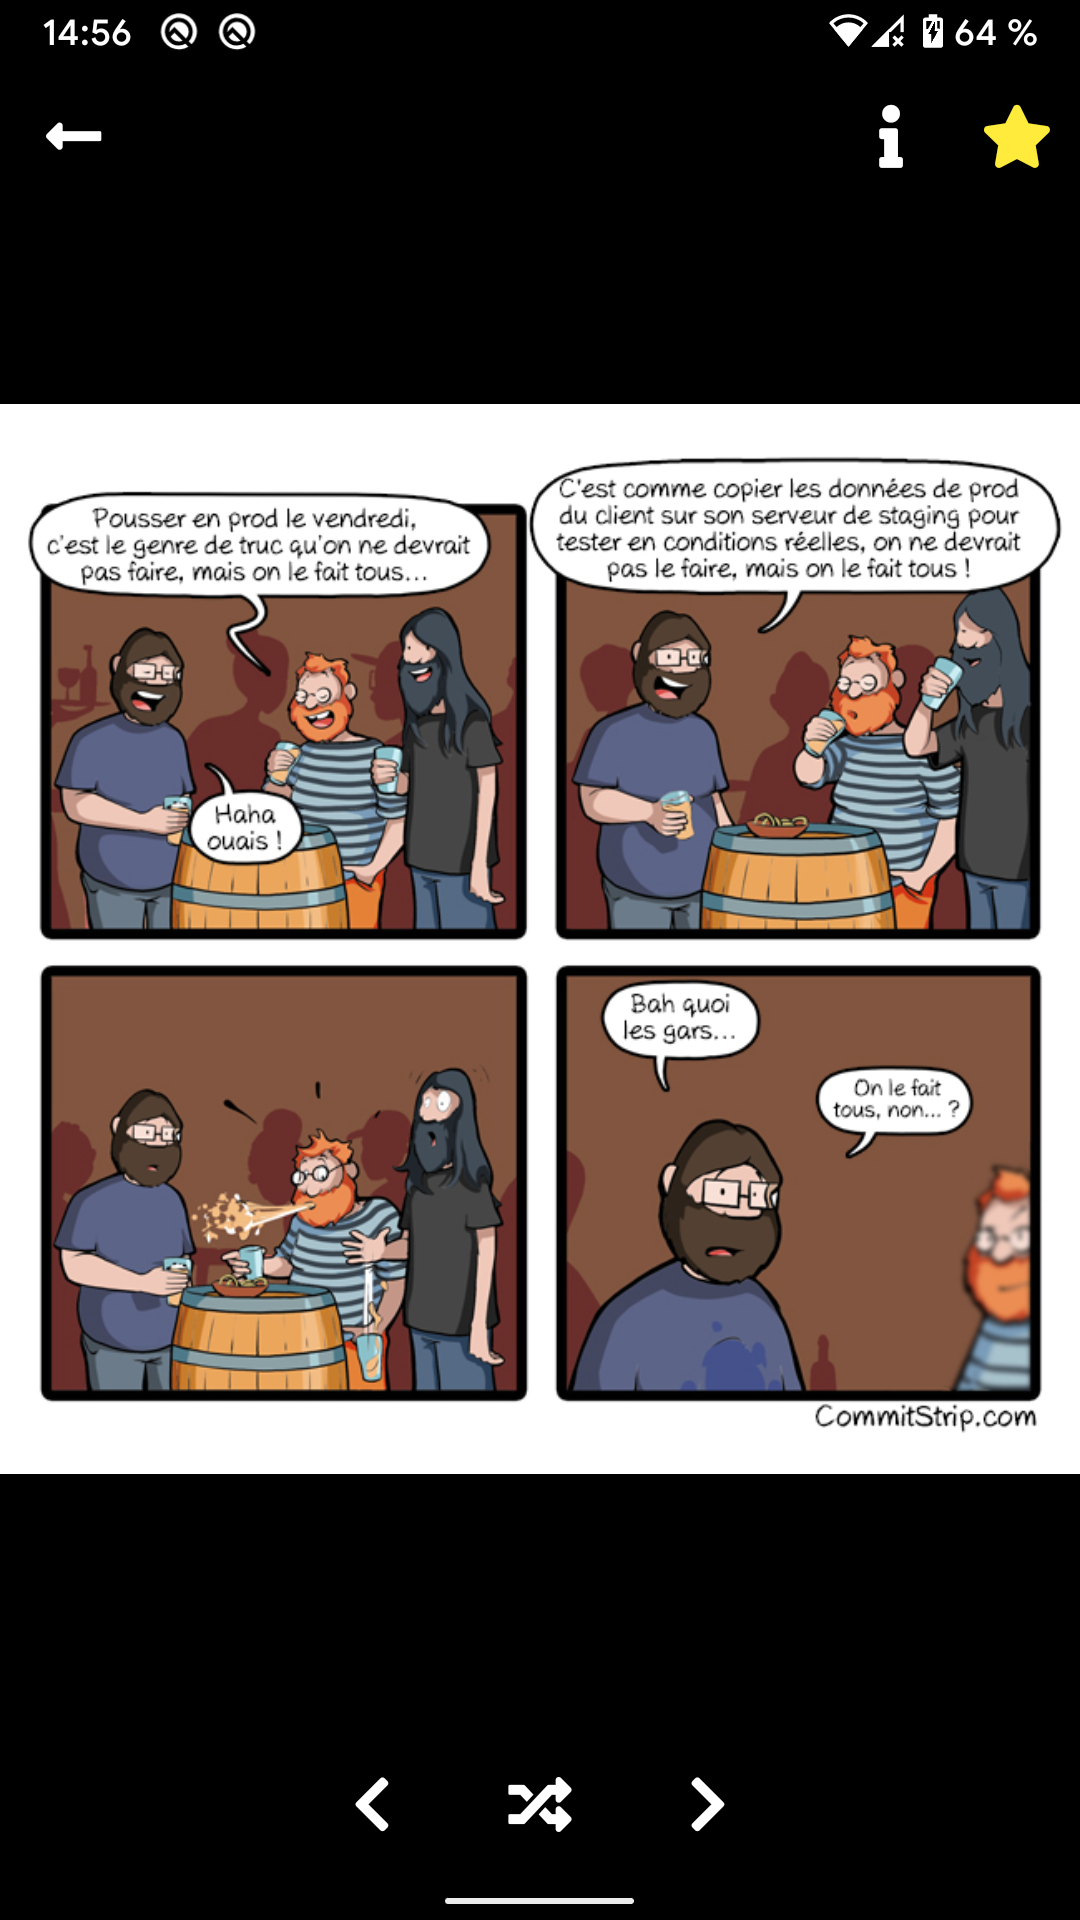 14:56
64 %
Pousser en prod le vendredi,
c'est le genre de truc qu'on ne devrait
pas faire, mais on le fait tous...
Haha
ouais !
C'est comme copier les données de prod
du client sur son serveur de staging pour
tester en conditions réelles, on ne devrait
pas le faire, mais on le fait tous !
Bah quoi
les gars...
On le fait
tous, non... ?
CommitStrip.com